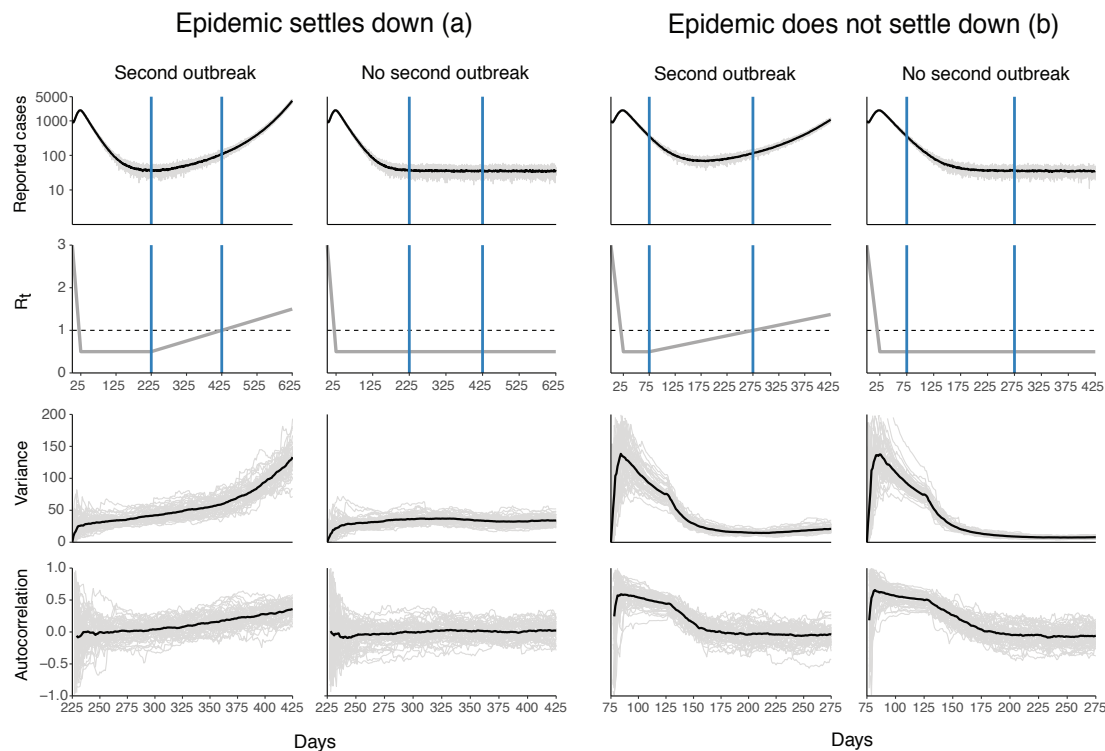 Epidemic settles down (a)
Epidemic does not settle down (b)
Second outbreak
No second outbreak
Second outbreak
No second outbreak
Reported cases
5000
1000
100
10
Rt
3
2
1
0
25 125 225 325 425 525 625
25 125 225 325 425 525 625
25 75 125 175 225 275 325 375 425
25 75 125 175 225 275 325 375 425
Variance
200
150
100
50
0
Autocorrelation
1.0
0.5
0.0
−0.5
−1.0
225 250 275 300 325 350 375 400 425
225 250 275 300 325 350 375 400 425
75 100 125 150 175 200 225 250 275
75 100 125 150 175 200 225 250 275
Days
Days